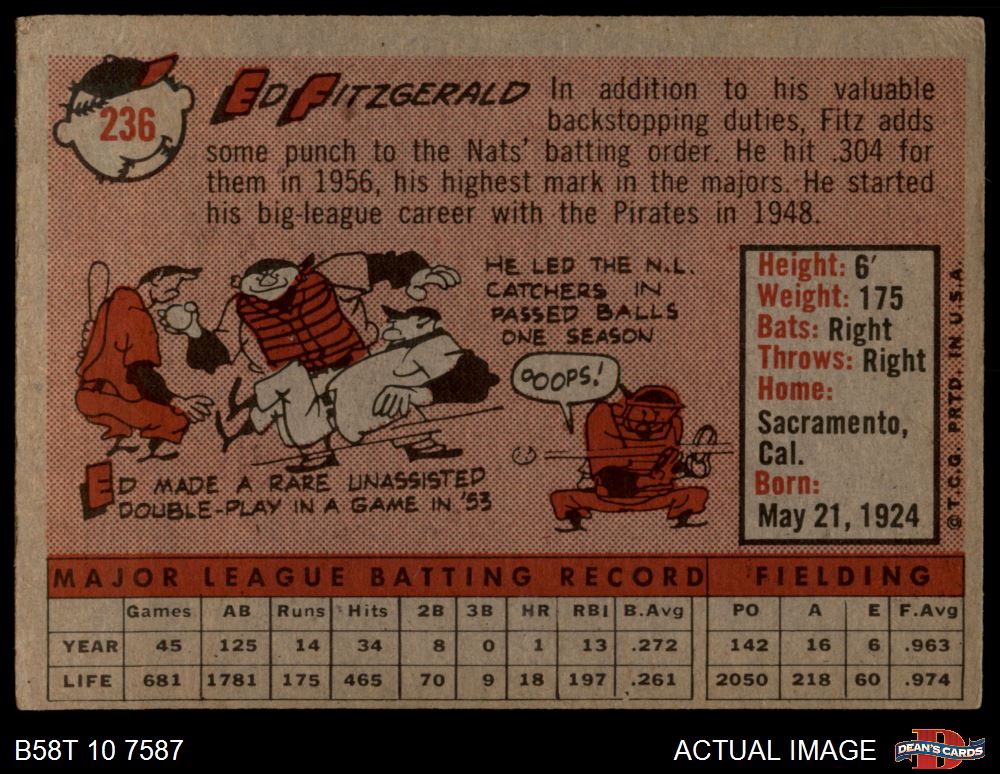 236
ED FITZGERALD
In addition to his valuable
backstopping duties, Fitz adds
some punch to the Nats' batting order. He hit .304 for
them in 1956, his highest mark in the majors. He started
his big-league career with the Pirates in 1948.
HE LED THE N.L.
CATCHERS IN
PASSED BALLS
ONE SEASON
OOOPS!
ED MADE A RARE UNASSISTED
DOUBLE-PLAY IN A GAME IN '53
Height: 6'
Weight: 175
Bats: Right
Throws: Right
Home:
Sacramento,
Cal.
Born:
May 21, 1924
© T.C.G. PRTD. IN U.S.A.
MAJOR LEAGUE BATTING RECORD FIELDING
Games AB Runs Hits 2B 3B HR RBI B.Avg PO A E F.Avg
YEAR 45 125 14 34 8 0 1 13 .272 142 16 6 .963
LIFE 681 1781 175 465 70 9 18 197 .261 2050 218 60 .974
B58T 10 7587
ACTUAL IMAGE
D
DEAN'S CARDS